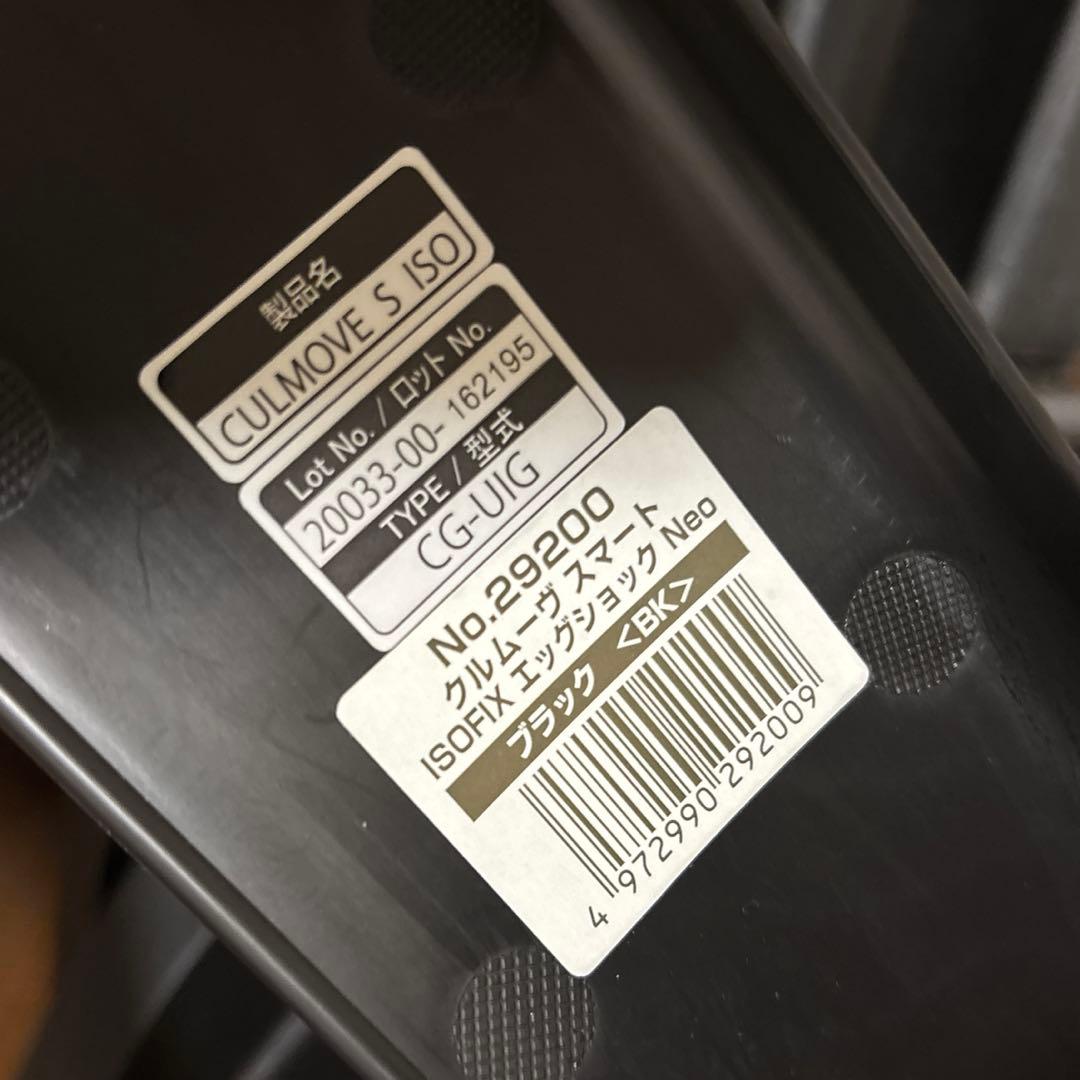 製品名
CULMOVE S ISO
Lot No. / ロット No.
20033-00- 162195
TYPE / 型式
CG-UIG
No.29200
クルムーヴ スマート
ISOFIX エッグショック Neo
ブラック <BK>
4 972990 292009